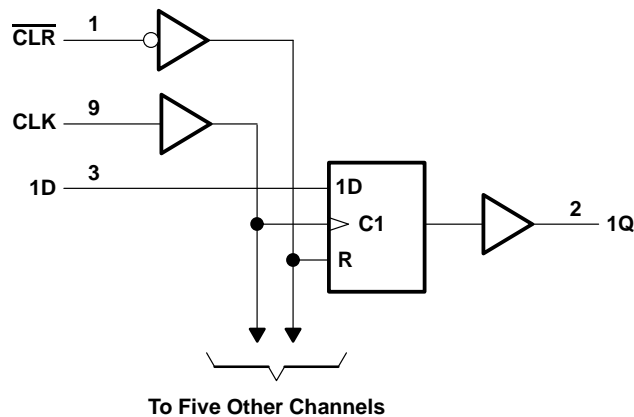 CLR 1
CLK 9
1D 3
1D
C1
R
2 1Q
To Five Other Channels